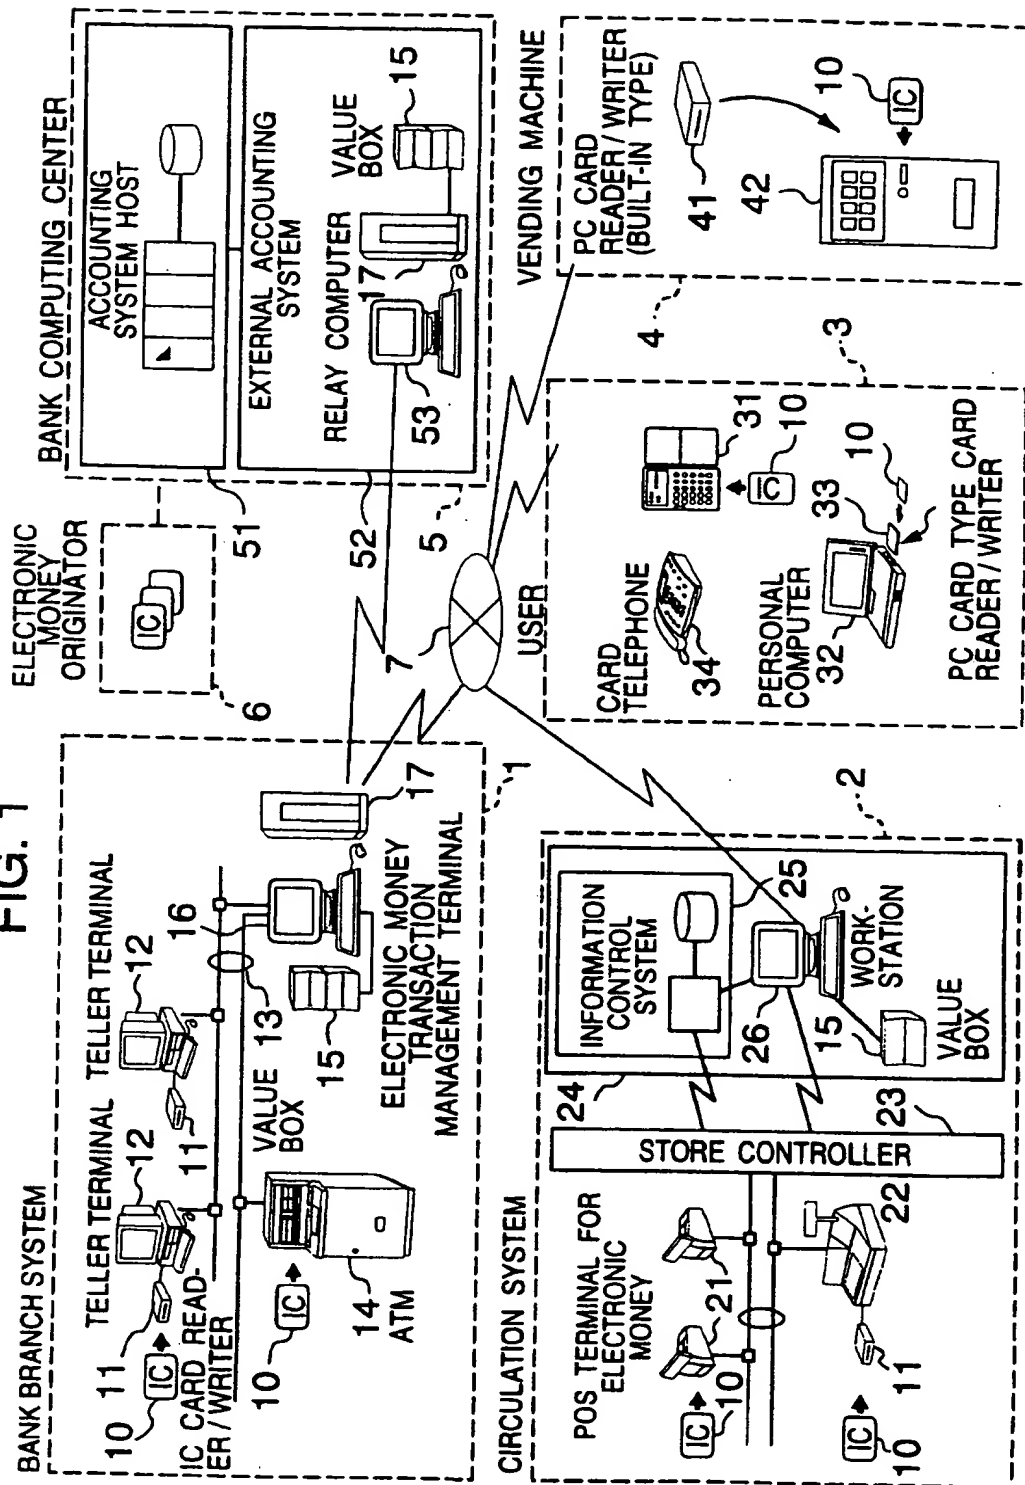 FIG. 1
BANK BRANCH SYSTEM
TELLER TERMINAL
TELLER TERMINAL
12
12
11
11
10
IC
IC CARD READ-
ER/WRITER
13
16
VALUE
BOX
15
10
IC
14
ATM
17
ELECTRONIC MONEY
TRANSACTION
MANAGEMENT TERMINAL
1
ELECTRONIC
MONEY
ORIGINATOR
IC
6
BANK COMPUTING CENTER
ACCOUNTING
SYSTEM HOST
51
EXTERNAL ACCOUNTING
SYSTEM
RELAY COMPUTER
17
VALUE
BOX
15
53
52
5
7
CIRCULATION SYSTEM
POS TERMINAL FOR
ELECTRONIC
MONEY
21
IC
10
IC
10
11
22
STORE CONTROLLER
23
24
INFORMATION
CONTROL
SYSTEM
25
26
WORK-
STATION
15
VALUE
BOX
2
USER
CARD
TELEPHONE
34
31
IC
10
PERSONAL
COMPUTER
32
33
10
PC CARD TYPE CARD
READER/WRITER
3
VENDING MACHINE
PC CARD
READER/WRITER
(BUILT-IN TYPE)
41
42
IC
10
4